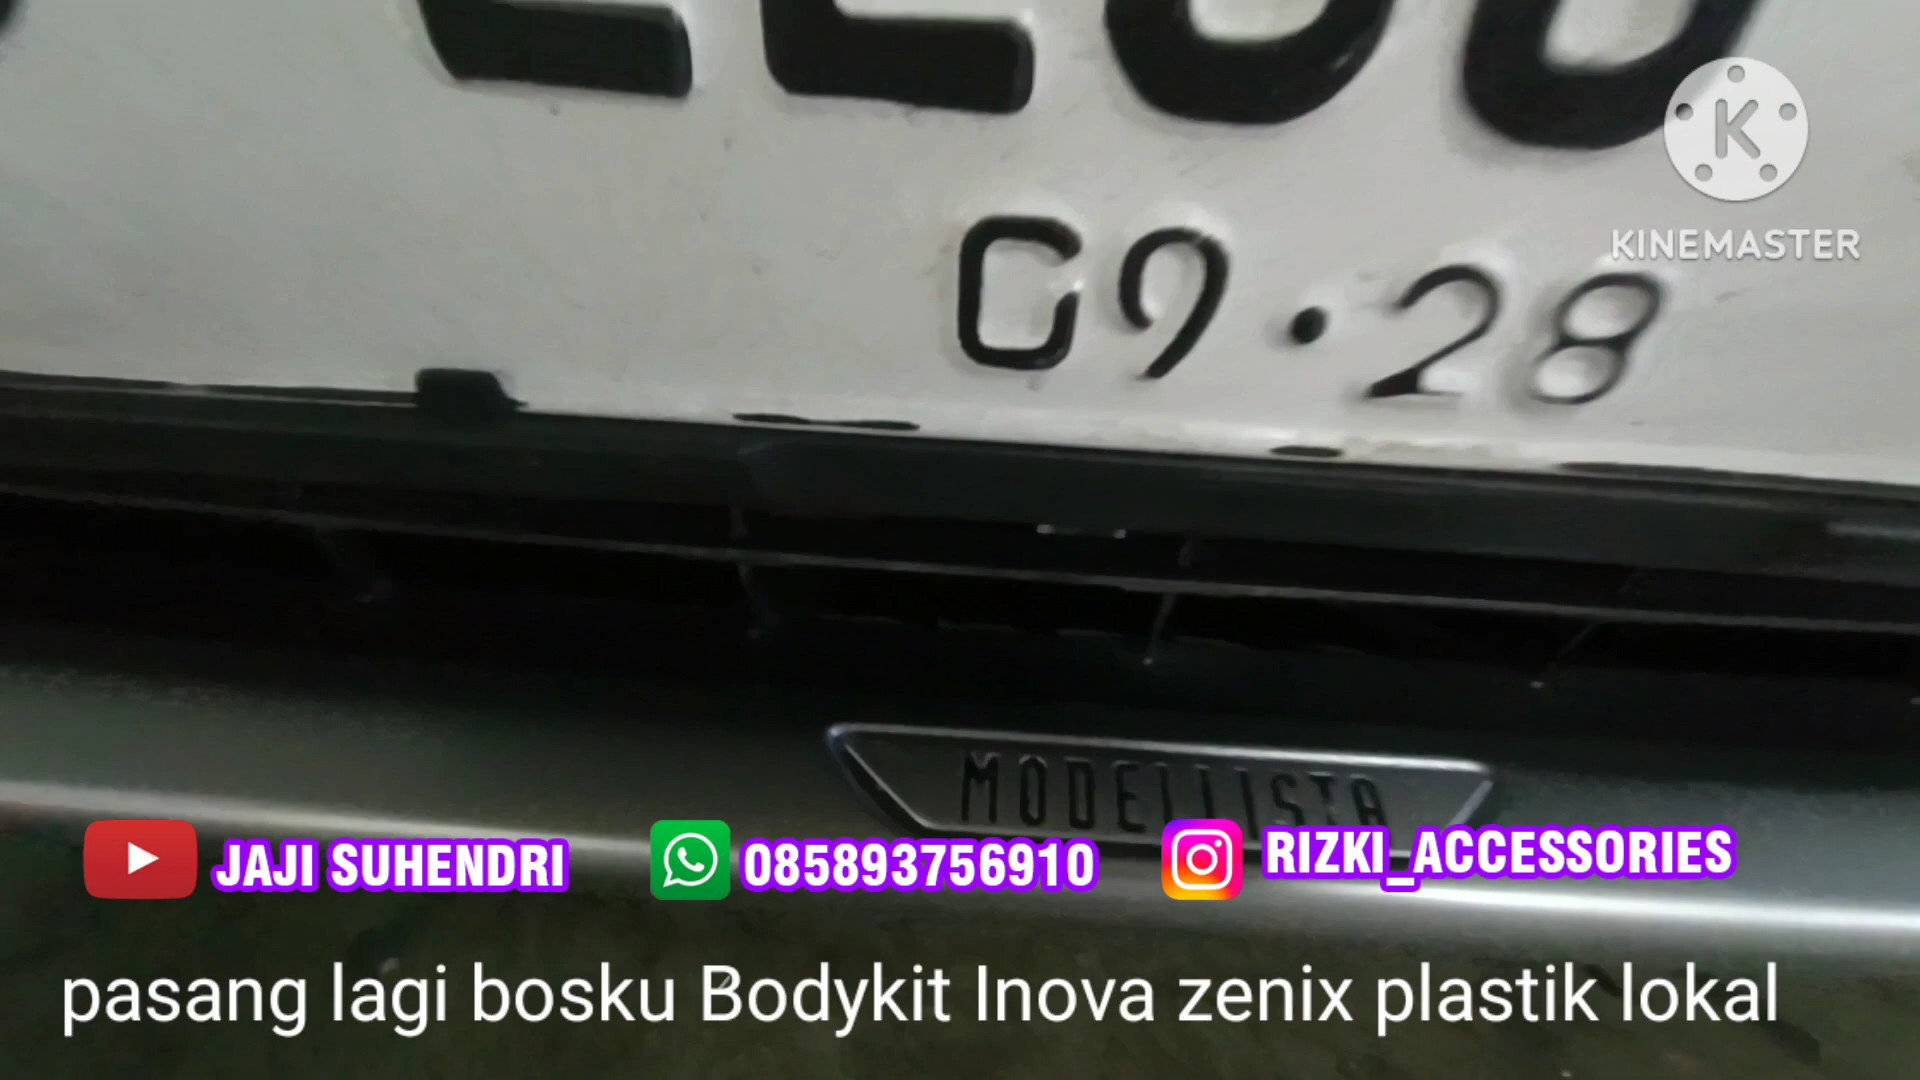 09·28
KINEMASTER
MODELLISTA
JAJI SUHENDRI
085893756910
RIZKI_ACCESSORIES
pasang lagi bosku Bodykit Inova zenix plastik lokal